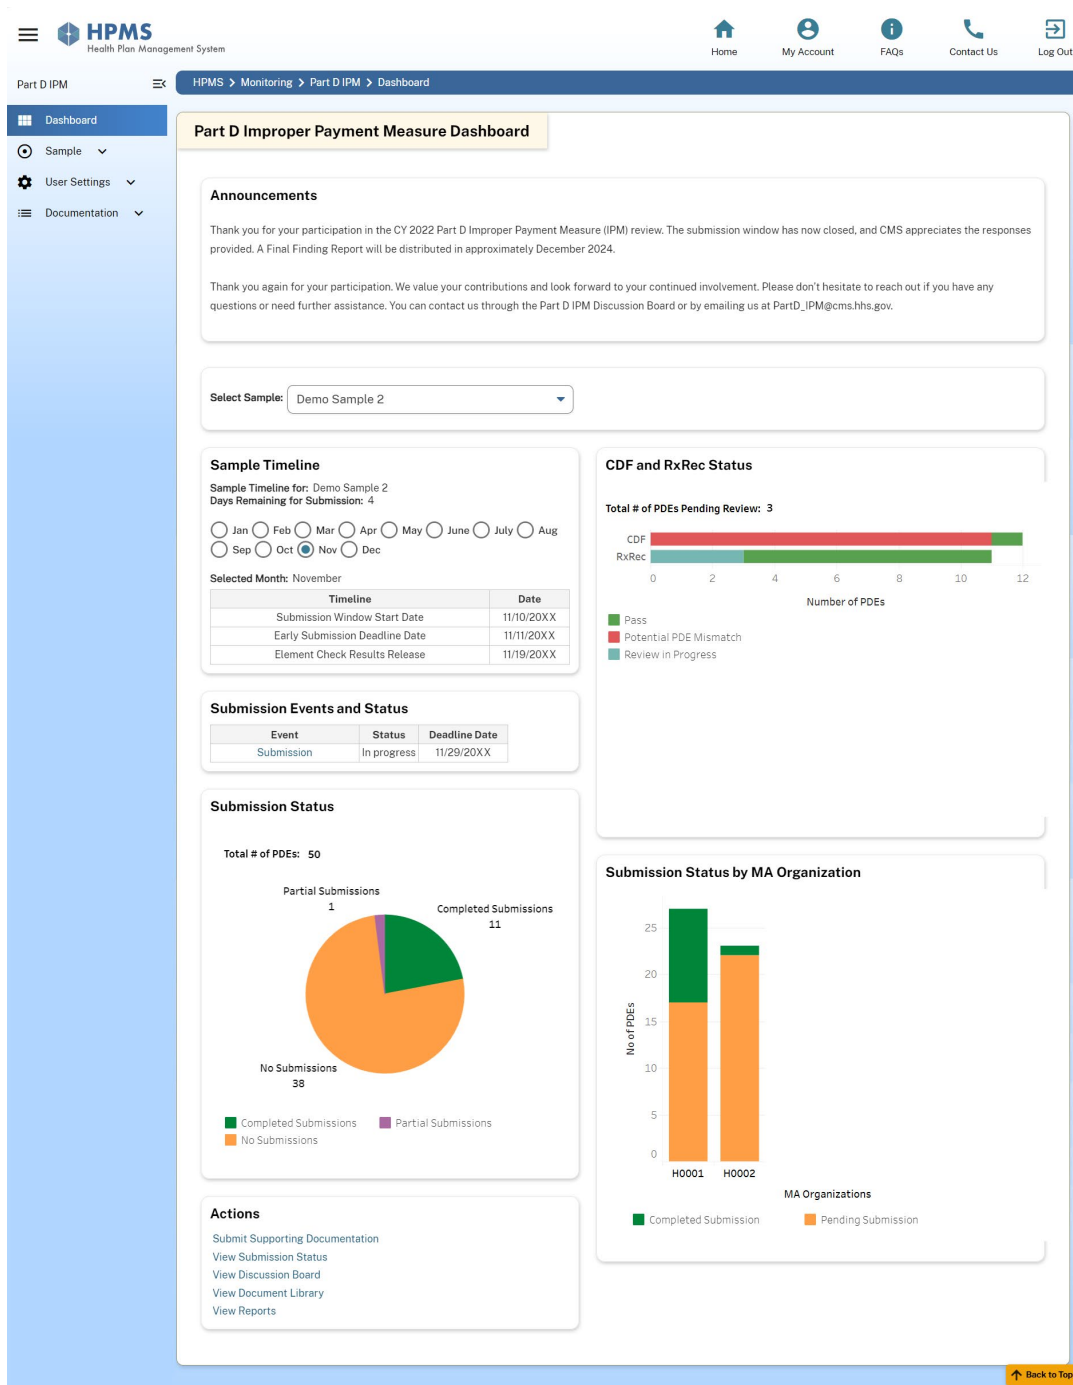 HPMS
Health Plan Management System
Home
My Account
FAQs
Contact Us
Log Out
Part D IPM
HPMS > Monitoring > Part D IPM > Dashboard
Dashboard
Sample
User Settings
Documentation
Part D Improper Payment Measure Dashboard
Announcements
Thank you for your participation in the CY 2022 Part D Improper Payment Measure (IPM) review. The submission window has now closed, and CMS appreciates the responses
provided. A Final Finding Report will be distributed in approximately December 2024.
Thank you again for your participation. We value your contributions and look forward to your continued involvement. Please don't hesitate to reach out if you have any
questions or need further assistance. You can contact us through the Part D IPM Discussion Board or by emailing us at PartD_IPM@cms.hhs.gov.
Select Sample: Demo Sample 2
Sample Timeline
Sample Timeline for: Demo Sample 2
Days Remaining for Submission: 4
Jan Feb Mar Apr May June July Aug
Sep Oct Nov Dec
Selected Month: November
Timeline Date
Submission Window Start Date 11/10/20XX
Early Submission Deadline Date 11/11/20XX
Element Check Results Release 11/19/20XX
Submission Events and Status
Event Status Deadline Date
Submission In progress 11/29/20XX
Submission Status
Total # of PDEs: 50
Partial Submissions
1
Completed Submissions
11
No Submissions
38
Completed Submissions Partial Submissions
No Submissions
Actions
Submit Supporting Documentation
View Submission Status
View Discussion Board
View Document Library
View Reports
CDF and RxRec Status
Total # of PDEs Pending Review: 3
CDF
RxRec
0 2 4 6 8 10 12
Number of PDEs
Pass
Potential PDE Mismatch
Review in Progress
Submission Status by MA Organization
25
20
15
10
5
0
No of PDEs
H0001 H0002
MA Organizations
Completed Submission Pending Submission
Back to Top